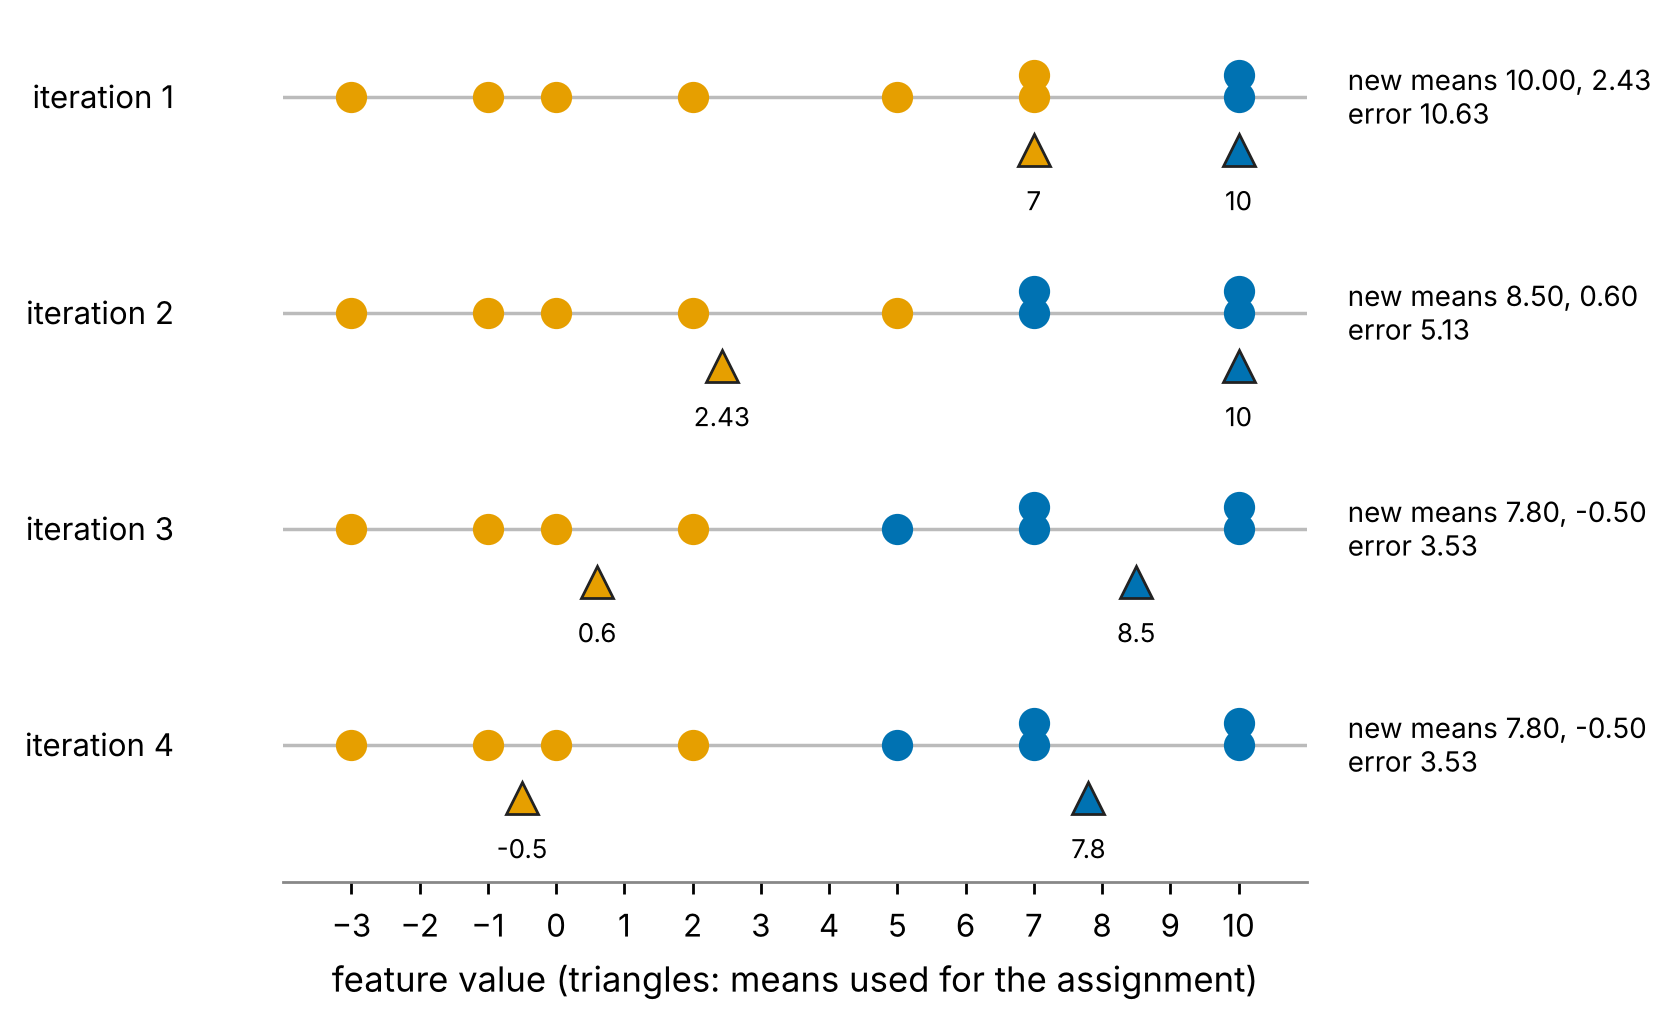 iteration 1
new means 10.00, 2.43
error 10.63
7
10
iteration 2
new means 8.50, 0.60
error 5.13
2.43
10
iteration 3
new means 7.80, -0.50
error 3.53
0.6
8.5
iteration 4
new means 7.80, -0.50
error 3.53
-0.5
7.8
−3 −2 −1 0 1 2 3 4 5 6 7 8 9 10
feature value (triangles: means used for the assignment)